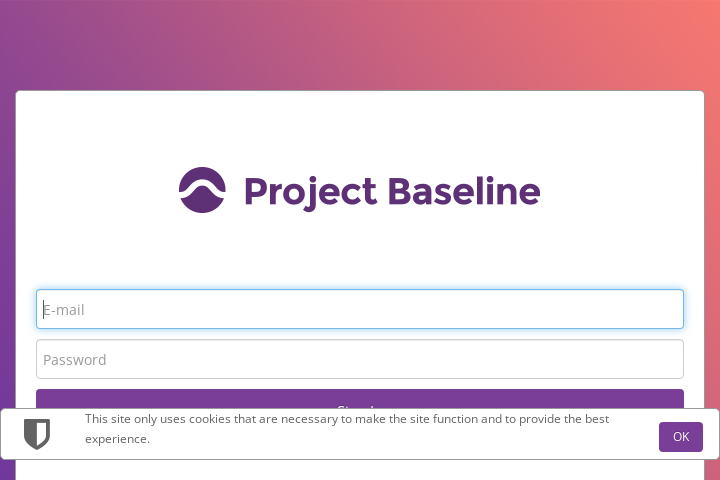 Project Baseline
E-mail
Password
This site only uses cookies that are necessary to make the site function and to provide the best
experience.
OK